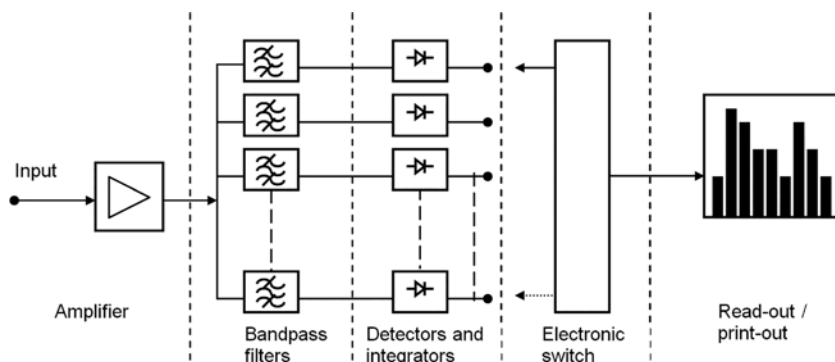 Input
Amplifier
Bandpass
filters
Detectors and
integrators
Electronic
switch
Read-out /
print-out